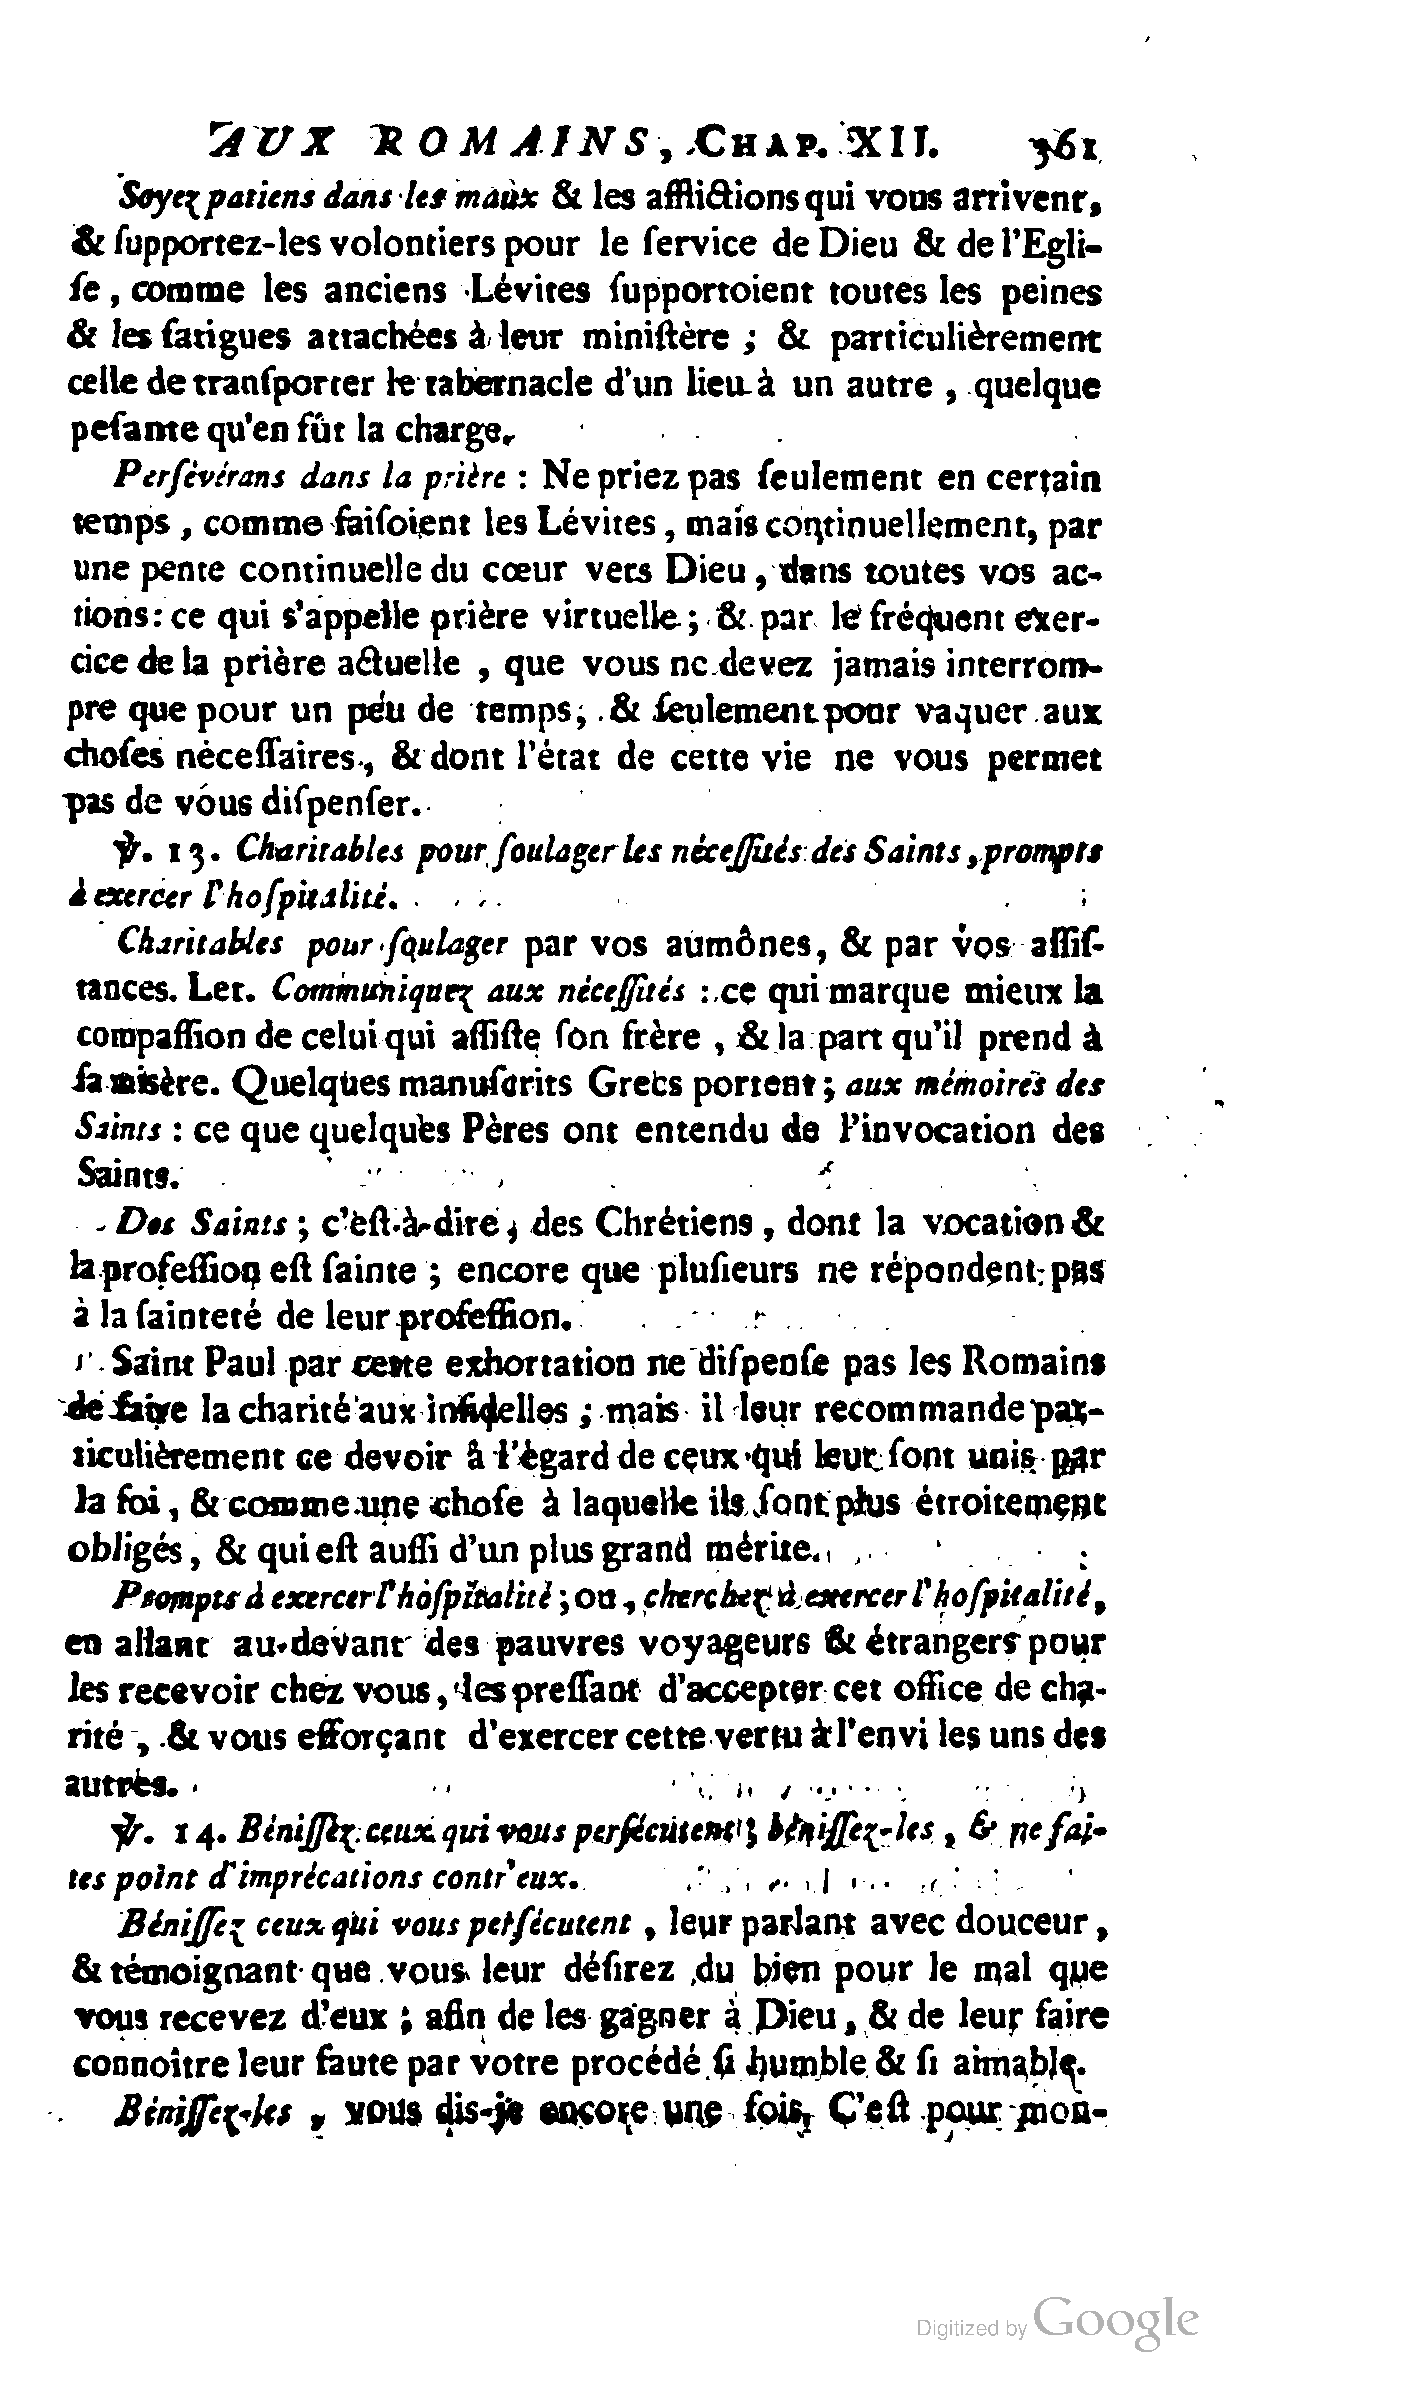 AUX ROMAINS, CHAP. XII. 361
Soyez patiens dans les maux & les afflictions qui vous arrivent,
& ſupportez-les volontiers pour le ſervice de Dieu & de l'Egli-
ſe, comme les anciens Lévites ſupportoient toutes les peines
& les fatigues attachées à leur miniſtère ; & particulièrement
celle de tranſporter le tabernacle d'un lieu à un autre, quelque
peſante qu'en fût la charge.
Perſévérans dans la prière : Ne priez pas ſeulement en certain
temps, comme faiſoient les Lévites, mais continuellement, par
une pente continuelle du cœur vers Dieu, dans toutes vos ac-
tions: ce qui s'appelle prière virtuelle ; & par le fréquent exer-
cice de la prière actuelle, que vous ne devez jamais interrom-
pre que pour un peu de temps, & ſeulement pour vaquer aux
choſes néceſſaires, & dont l'état de cette vie ne vous permet
pas de vous diſpenſer.
℣. 13. Charitables pour ſoulager les néceſſités des Saints, prompts
à exercer l'hoſpitalité.
Charitables pour ſoulager par vos aumônes, & par vos aſſiſ-
tances. Let. Communiquez aux néceſſités : ce qui marque mieux la
compaſſion de celui qui aſſiſte ſon frère, & la part qu'il prend à
ſa misère. Quelques manuſcrits Grecs portent ; aux mémoires des
Saints : ce que quelques Pères ont entendu de l'invocation des
Saints.
Des Saints ; c'eſt-à-dire, des Chrétiens, dont la vocation &
la profeſſion eſt ſainte ; encore que pluſieurs ne répondent pas
à la ſainteté de leur profeſſion.
Saint Paul par cette exhortation ne diſpenſe pas les Romains
de faire la charité aux infidelles ; mais il leur recommande par-
ticulièrement ce devoir à l'égard de ceux qui leur ſont unis par
la foi, & comme une choſe à laquelle ils ſont plus étroitement
obligés, & qui eſt auſſi d'un plus grand mérite.
Prompts à exercer l'hoſpitalité ; ou, cherchez à exercer l'hoſpitalité,
en allant au-devant des pauvres voyageurs & étrangers pour
les recevoir chez vous, les preſſant d'accepter cet office de cha-
rité, & vous efforçant d'exercer cette vertu à l'envi les uns des
autres.
℣. 14. Béniſſez ceux qui vous perſécutent ; béniſſez-les, & ne fai-
tes point d'imprécations contr'eux.
Béniſſez ceux qui vous perſécutent, leur parlant avec douceur,
& témoignant que vous leur déſirez du bien pour le mal que
vous recevez d'eux ; afin de les gagner à Dieu, & de leur faire
connoître leur faute par votre procédé ſi humble & ſi aimable.
Béniſſez-les, vous dis-je encore une fois, C'eſt pour mon-
Digitized by Google